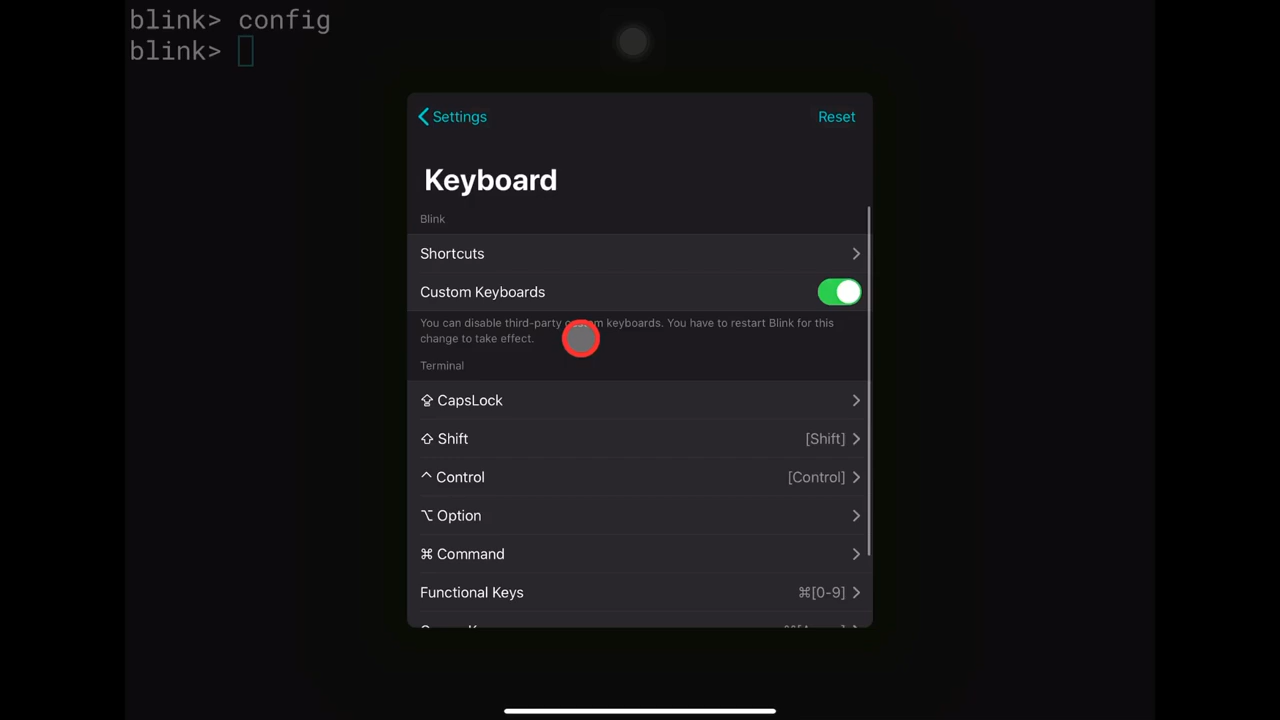 blink> config
blink>
Settings
Reset
Keyboard
Blink
Shortcuts
Custom Keyboards
You can disable third-party custom keyboards. You have to restart Blink for this
change to take effect.
Terminal
⇪ CapsLock
⇧ Shift [Shift]
^ Control [Control]
⌥ Option
⌘ Command
Functional Keys ⌘[0-9]